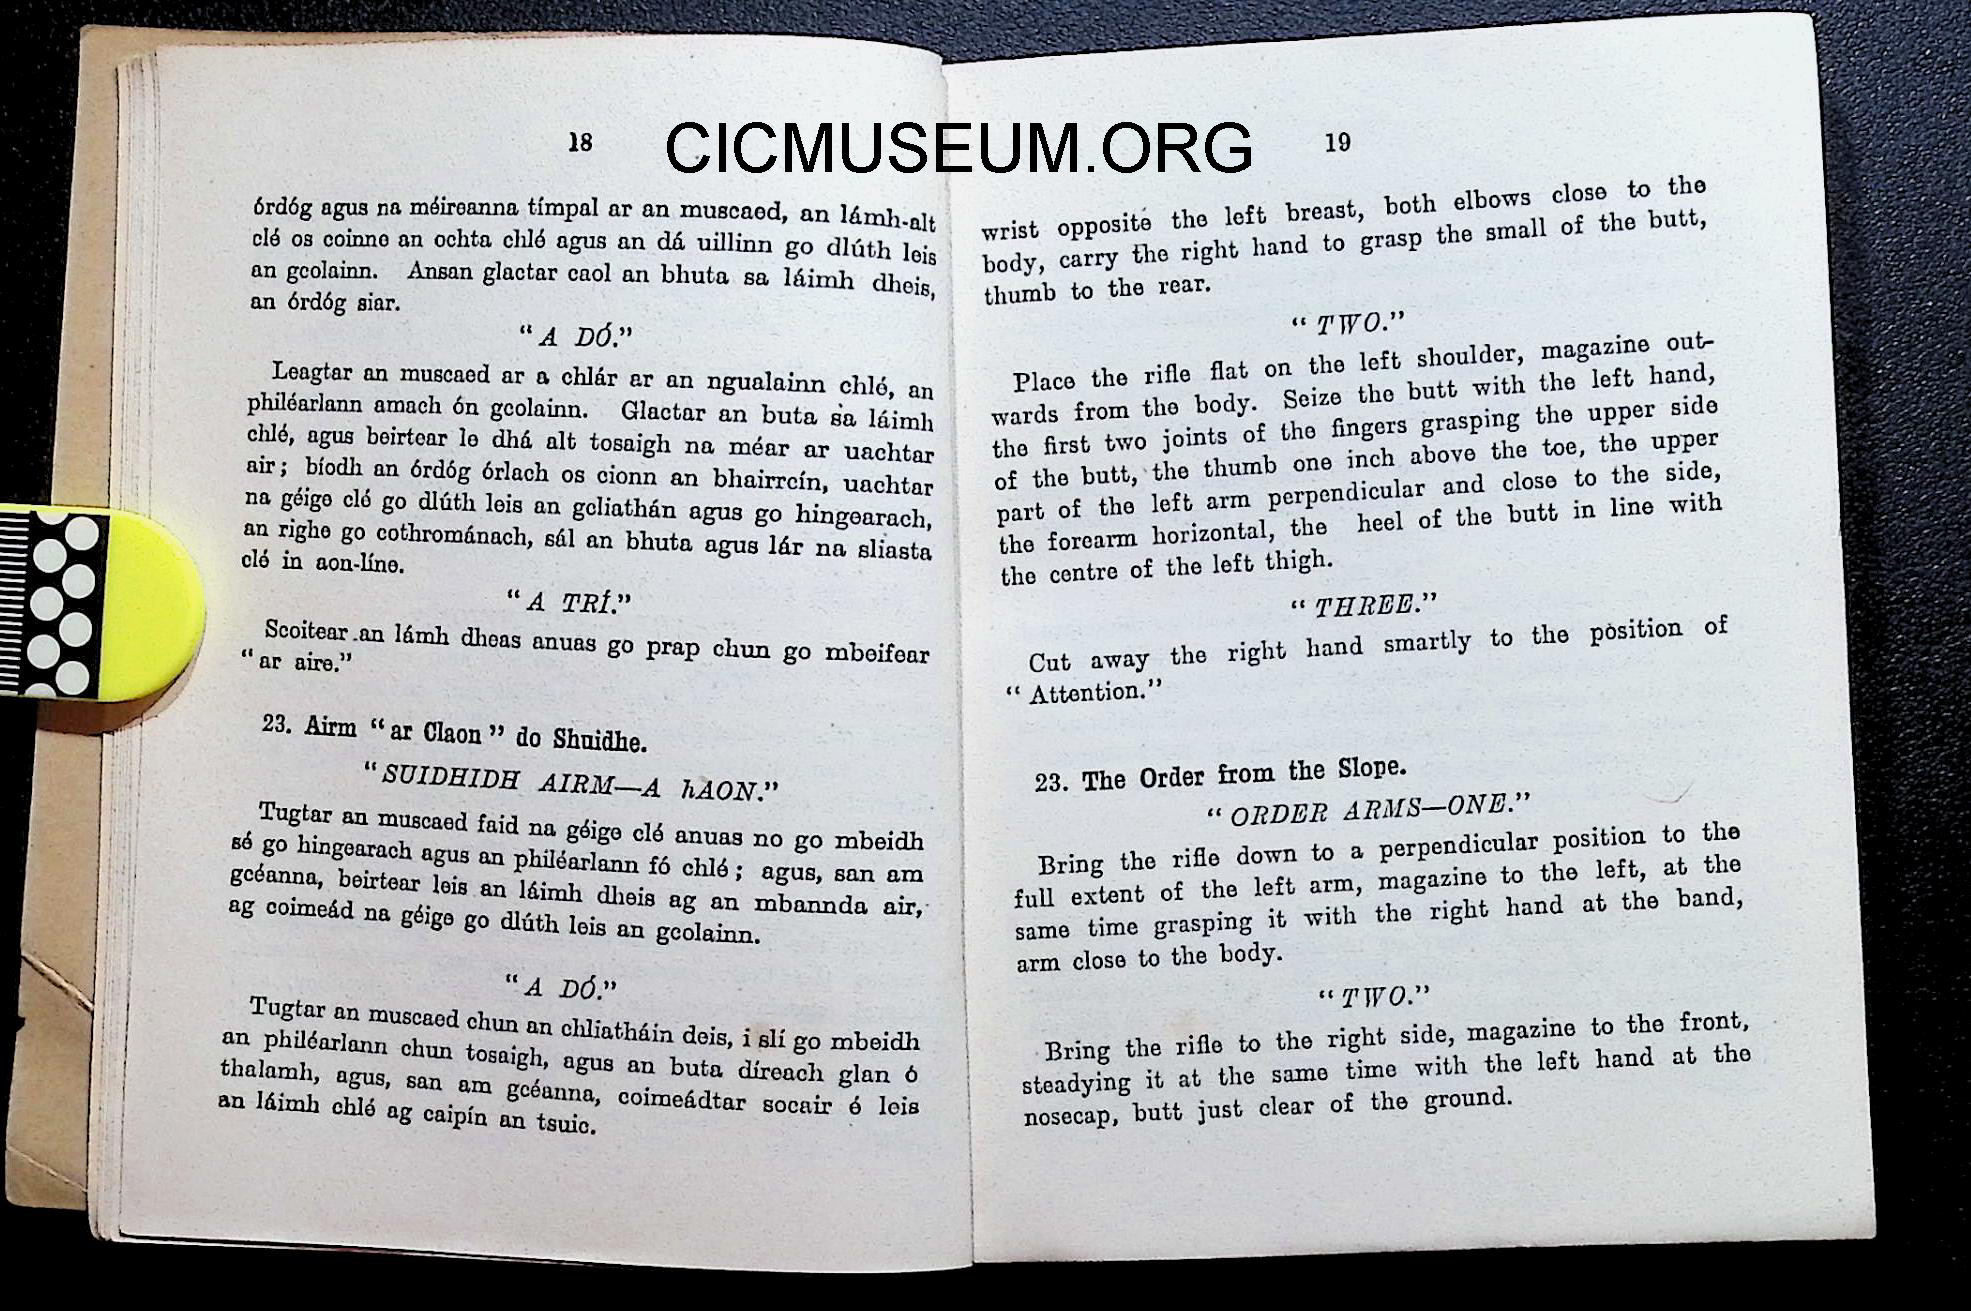 CICMUSEUM.ORG
18
órdóg agus na méireanna tímpal ar an muscaed, an lámh-alt
clé os coinne an ochta chlé agus an dá uillinn go dlúth leis
an gcolainn. Ansan glactar caol an bhuta sa láimh dheis,
an órdóg siar.
“A DÓ.”
Leagtar an muscaed ar a chlár ar an ngualainn chlé, an
philéarlann amach ón gcolainn. Glactar an buta sa láimh
chlé, agus beirtear le dhá alt tosaigh na méar ar uachtar
air; bíodh an órdóg órlach os cionn an bhairrcín, uachtar
na géige clé go dlúth leis an gcliathán agus go hingearach,
an righe go cothrománach, sál an bhuta agus lár na sliasta
clé in aon-líne.
“A TRÍ.”
Scoitear an lámh dheas anuas go prap chun go mbeifear
“ar aire.”
23. Airm “ar Claon” do Shuidhe.
“SUIDHIDH AIRM—A hAON.”
Tugtar an muscaed faid na géige clé anuas no go mbeidh
sé go hingearach agus an philéarlann fó chlé; agus, san am
gcéanna, beirtear leis an láimh dheis ag an mbannda air,
ag coimeád na géige go dlúth leis an gcolainn.
“A DÓ.”
Tugtar an muscaed chun an chliatháin deis, i slí go mbeidh
an philéarlann chun tosaigh, agus an buta díreach glan ó
thalamh, agus, san am gcéanna, coimeádtar socair é leis
an láimh chlé ag caipín an tsuic.
19
wrist opposite the left breast, both elbows close to the
body, carry the right hand to grasp the small of the butt,
thumb to the rear.
“TWO.”
Place the rifle flat on the left shoulder, magazine out-
wards from the body. Seize the butt with the left hand,
the first two joints of the fingers grasping the upper side
of the butt, the thumb one inch above the toe, the upper
part of the left arm perpendicular and close to the side,
the forearm horizontal, the heel of the butt in line with
the centre of the left thigh.
“THREE.”
Cut away the right hand smartly to the position of
“Attention.”
23. The Order from the Slope.
“ORDER ARMS—ONE.”
Bring the rifle down to a perpendicular position to the
full extent of the left arm, magazine to the left, at the
same time grasping it with the right hand at the band,
arm close to the body.
“TWO.”
Bring the rifle to the right side, magazine to the front,
steadying it at the same time with the left hand at the
nosecap, butt just clear of the ground.